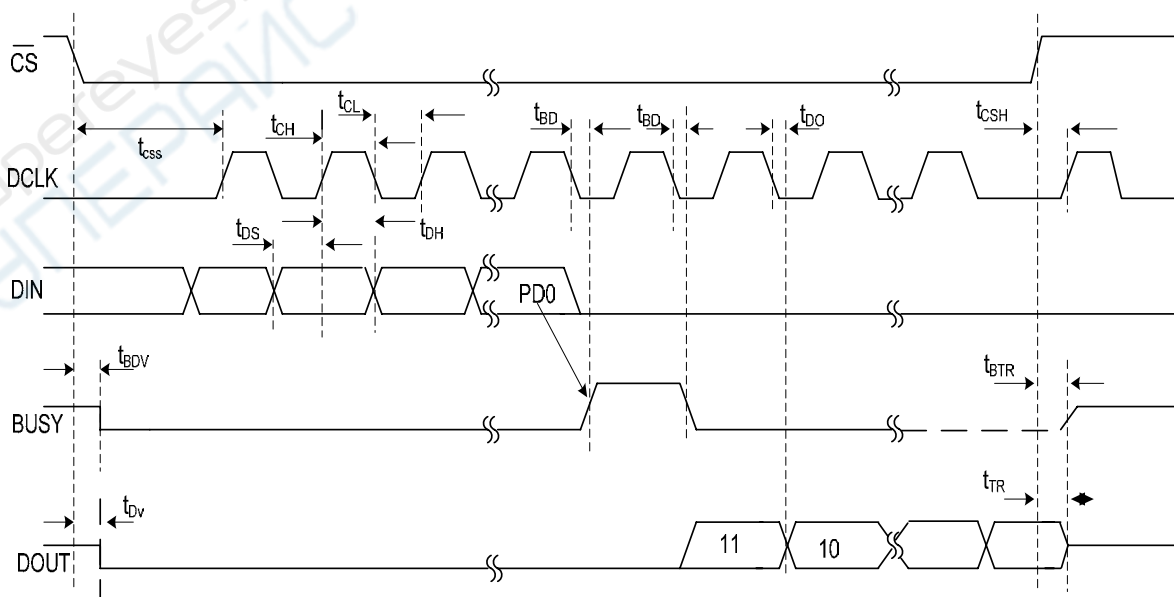 CS
tCL
tCH
tBD
tBD
tDO
tCSH
tcss
DCLK
tDS
tDH
DIN
PD0
tBDV
tBTR
BUSY
tTR
tDv
11
10
DOUT